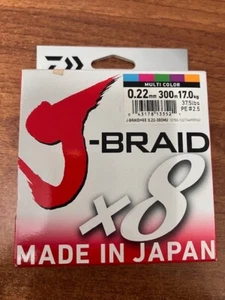 DAIWA
MULTI COLOR
0.22mm 300m 17.0kg
37.5lbs
PE #2.5
J-BRAID
×8
MADE IN JAPAN